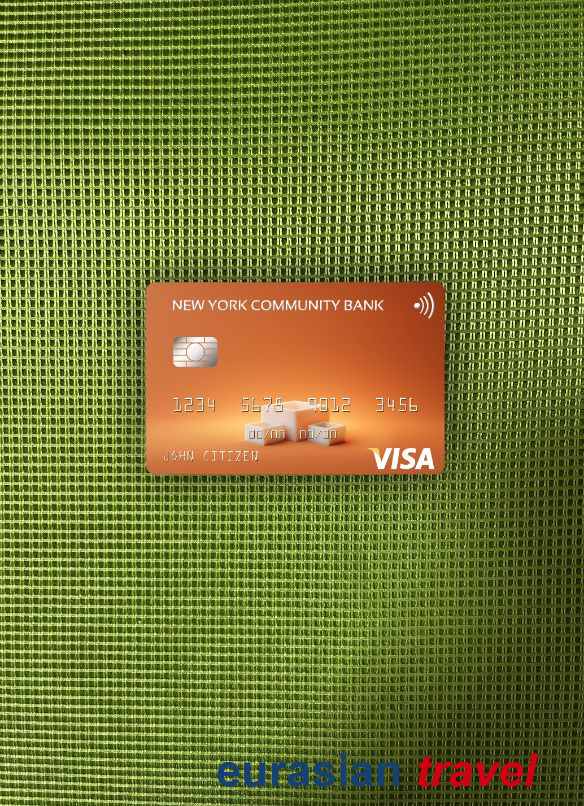 NEW YORK COMMUNITY BANK
1234 5678 9012 3456
JOHN CITIZEN
VISA
eurasian travel